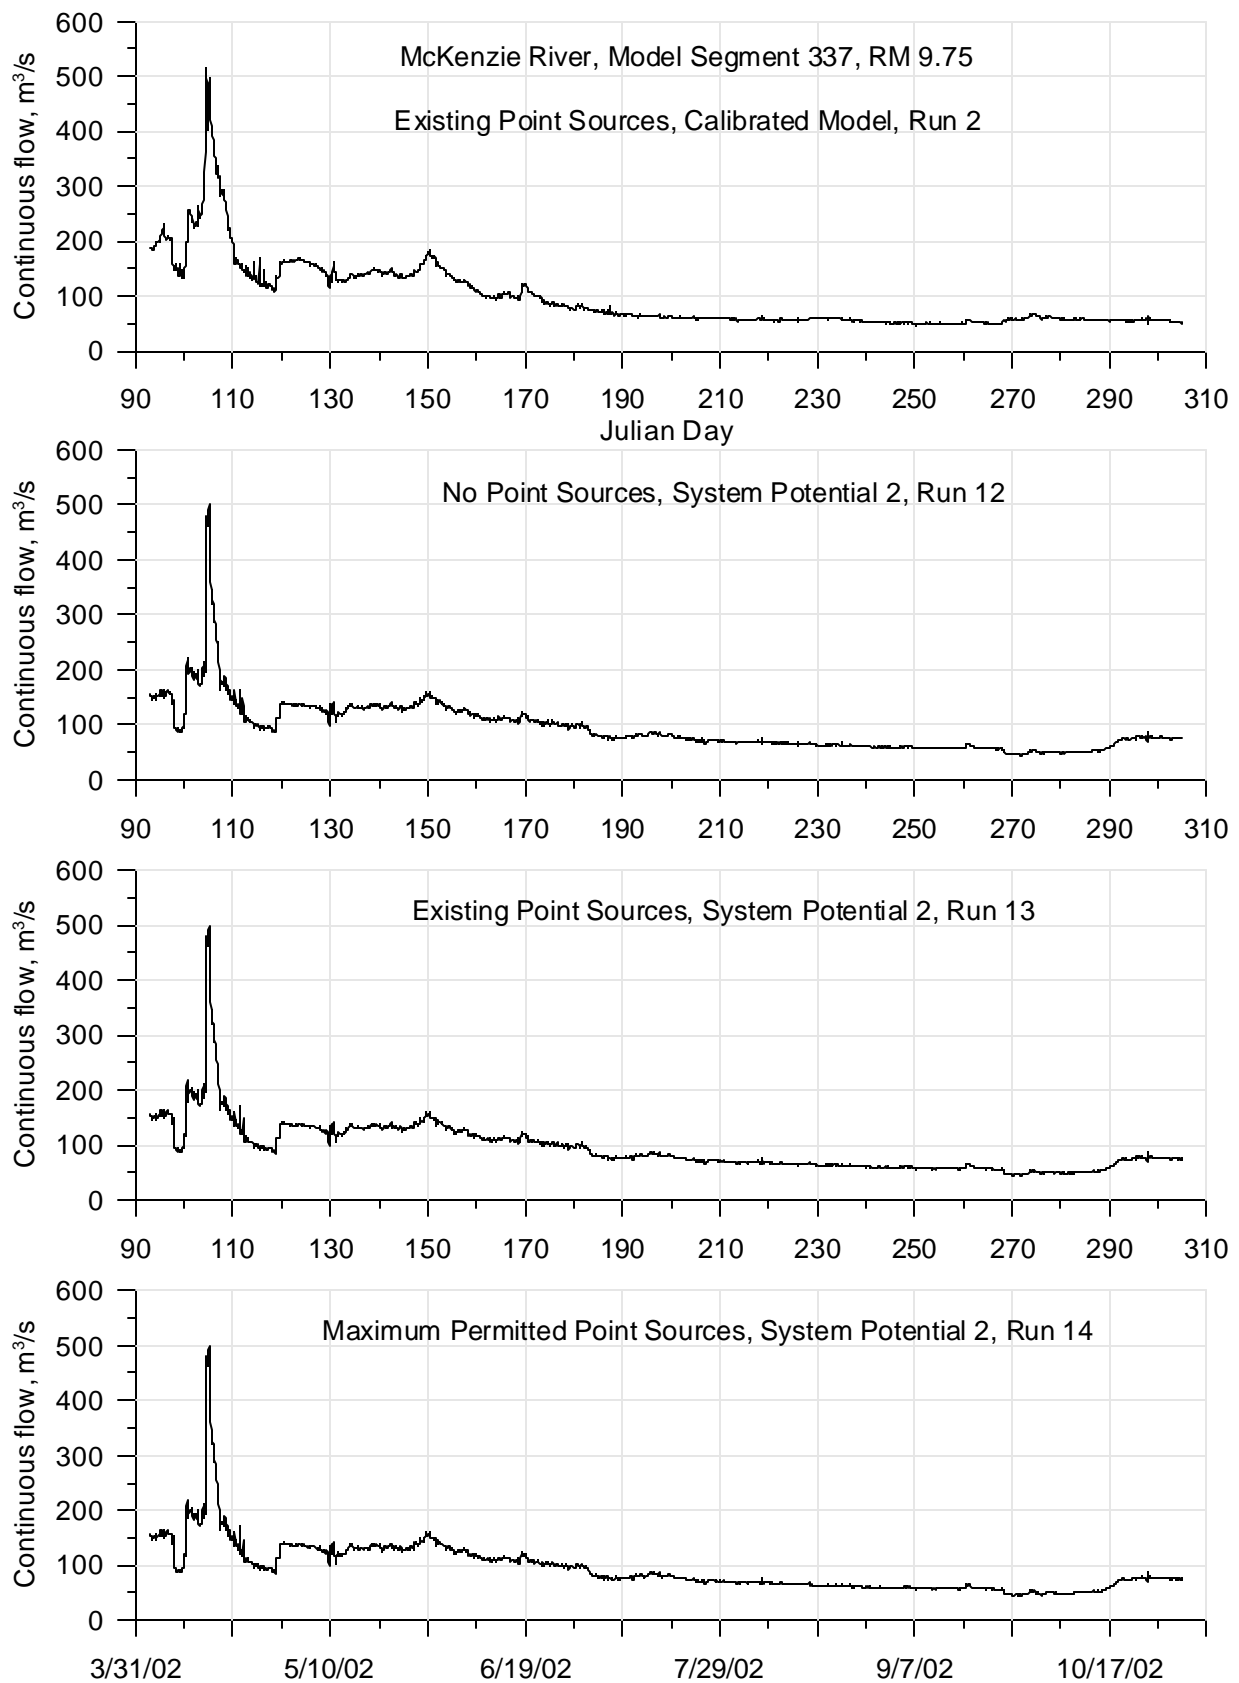 McKenzie River, Model Segment 337, RM 9.75
Existing Point Sources, Calibrated Model, Run 2
Continuous flow, m³/s
600
500
400
300
200
100
0
90 110 130 150 170 190 210 230 250 270 290 310
Julian Day
No Point Sources, System Potential 2, Run 12
Continuous flow, m³/s
600
500
400
300
200
100
0
90 110 130 150 170 190 210 230 250 270 290 310
Existing Point Sources, System Potential 2, Run 13
Continuous flow, m³/s
600
500
400
300
200
100
0
90 110 130 150 170 190 210 230 250 270 290 310
Maximum Permitted Point Sources, System Potential 2, Run 14
Continuous flow, m³/s
600
500
400
300
200
100
0
3/31/02 5/10/02 6/19/02 7/29/02 9/7/02 10/17/02